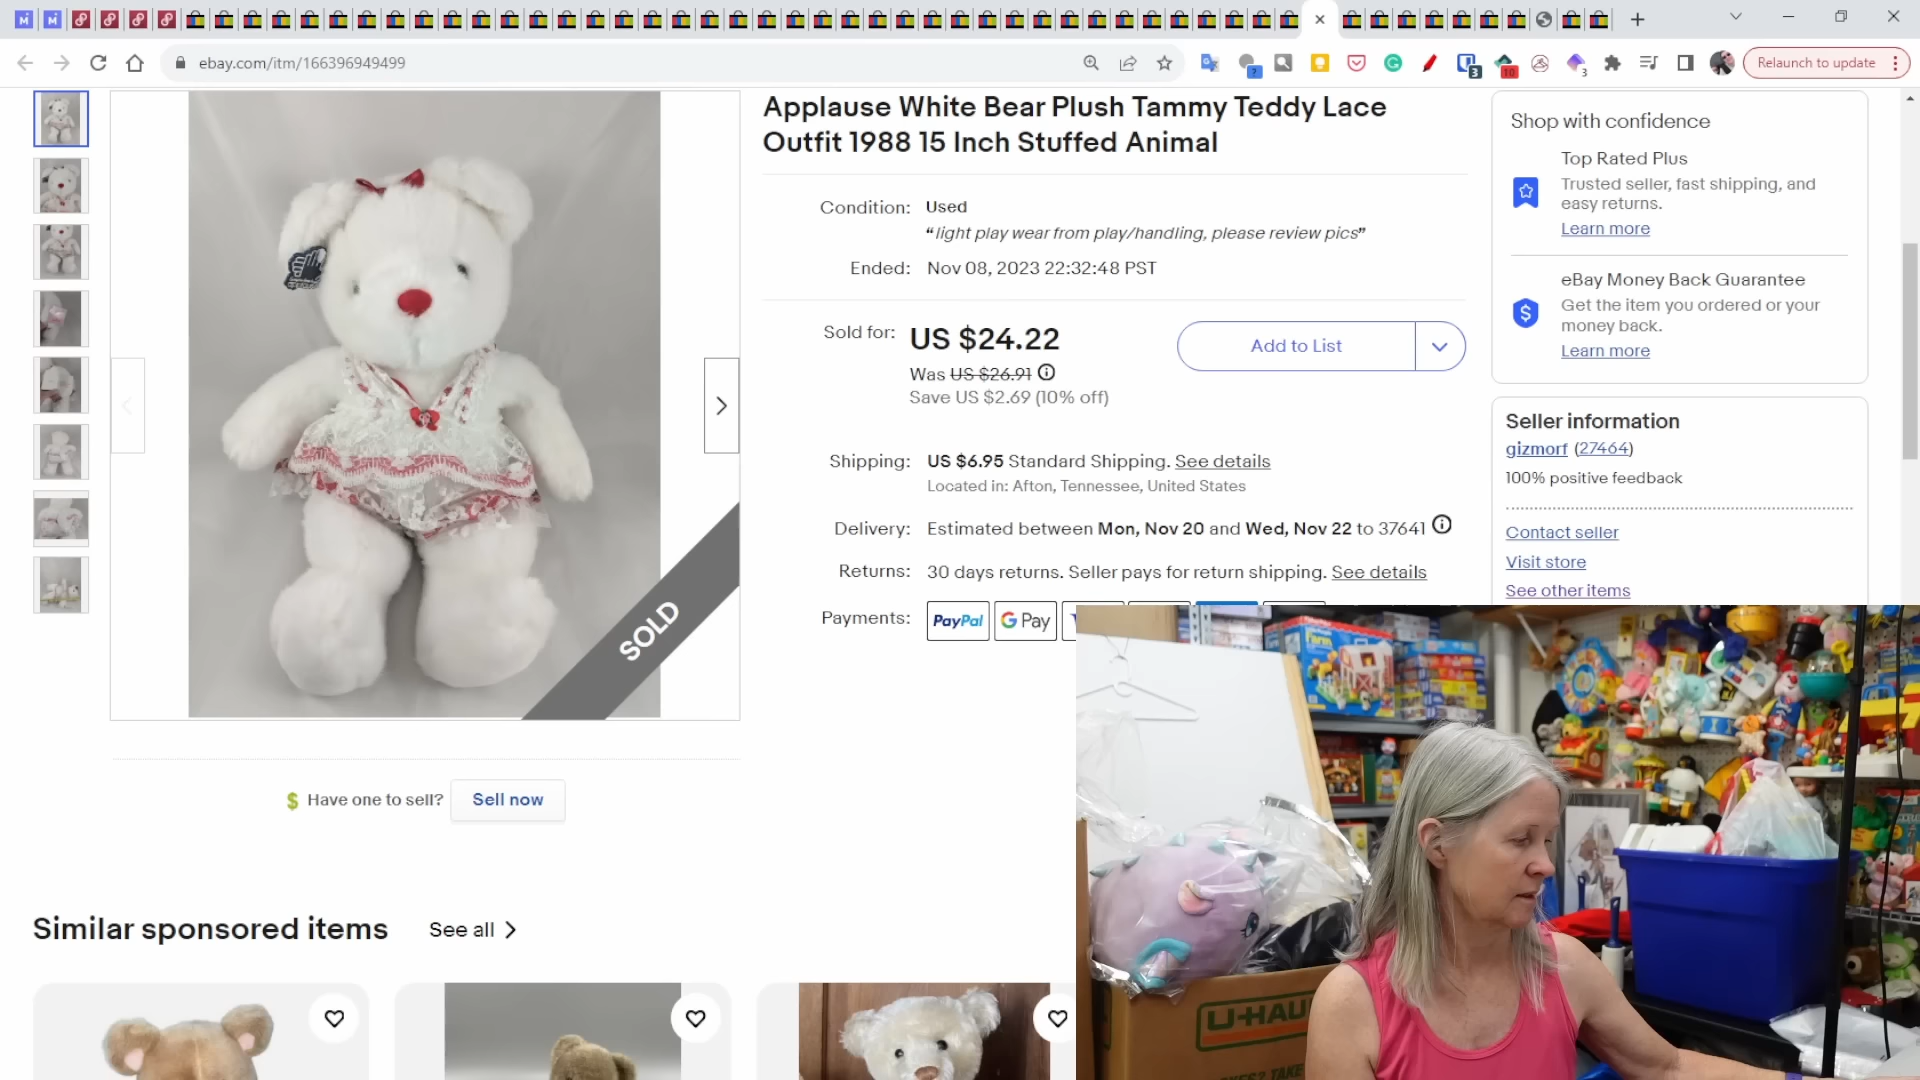 ebay.com/itm/166396949499
Relaunch to update
Applause White Bear Plush Tammy Teddy Lace
Outfit 1988 15 Inch Stuffed Animal
Condition: Used
“light play wear from play/handling, please review pics”
Ended: Nov 08, 2023 22:32:48 PST
Sold for: US $24.22
Add to List
Was US $26.91
Save US $2.69 (10% off)
Shipping: US $6.95 Standard Shipping. See details
Located in: Afton, Tennessee, United States
Delivery: Estimated between Mon, Nov 20 and Wed, Nov 22 to 37641
Returns: 30 days returns. Seller pays for return shipping. See details
Payments: PayPal G Pay
SOLD
Have one to sell? Sell now
Similar sponsored items See all
Shop with confidence
Top Rated Plus
Trusted seller, fast shipping, and
easy returns.
Learn more
eBay Money Back Guarantee
Get the item you ordered or your
money back.
Learn more
Seller information
gizmorf (27464)
100% positive feedback
Contact seller
Visit store
See other items
Farm
U-HAU